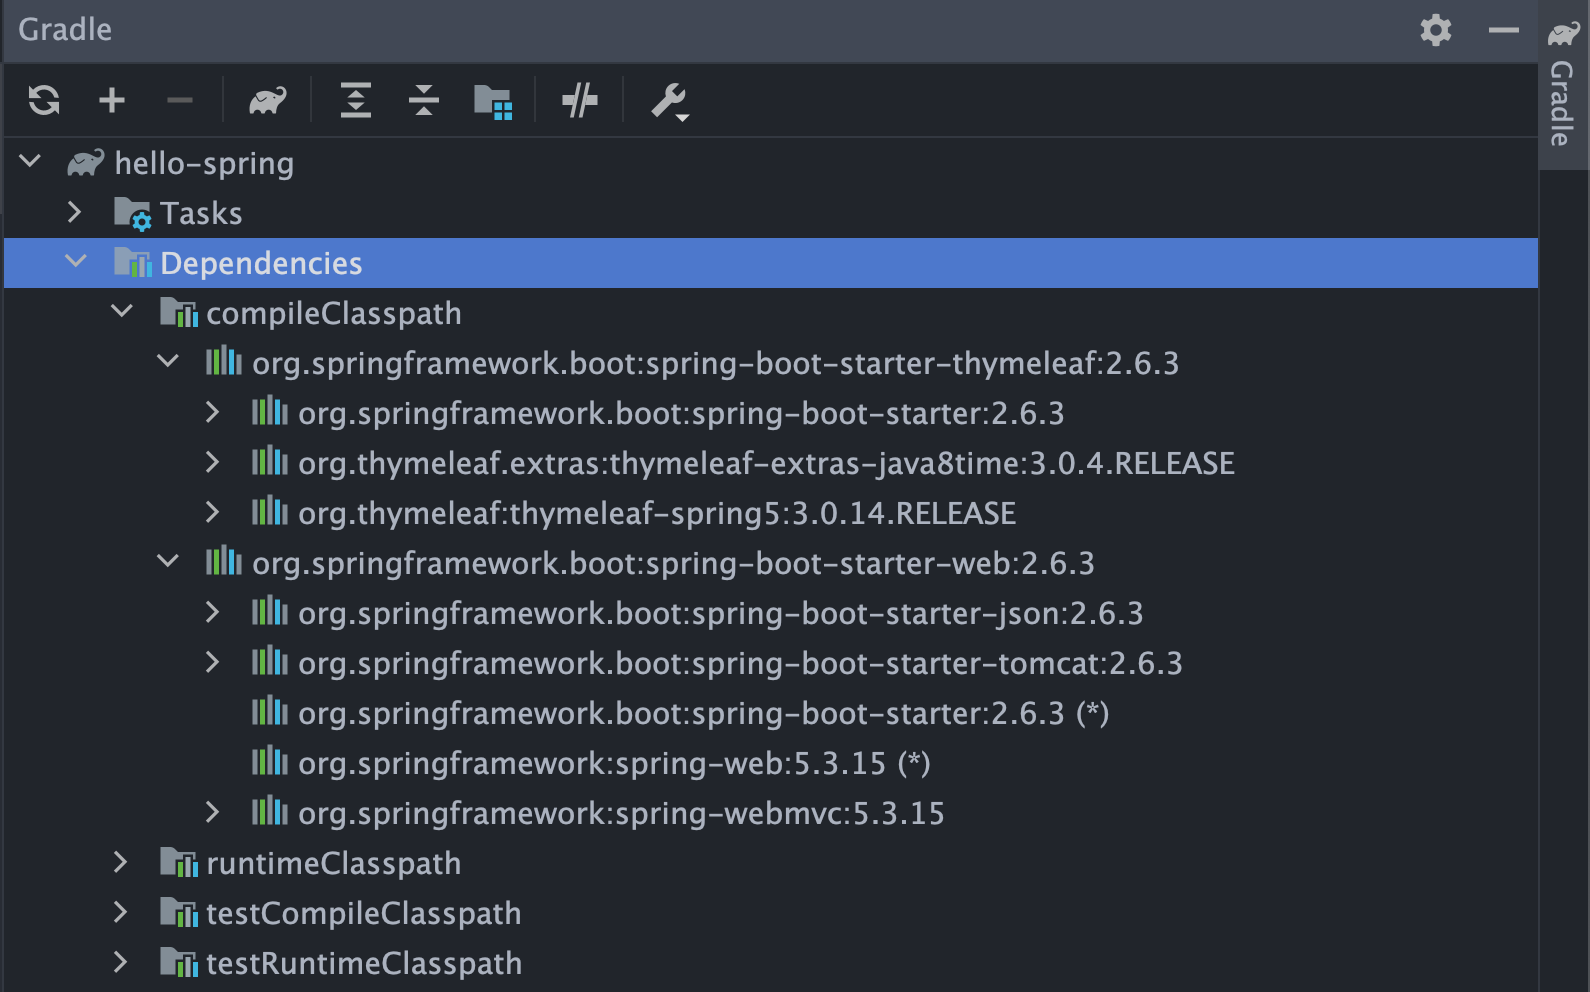 Gradle
Gradle
hello-spring
Tasks
Dependencies
compileClasspath
org.springframework.boot:spring-boot-starter-thymeleaf:2.6.3
org.springframework.boot:spring-boot-starter:2.6.3
org.thymeleaf.extras:thymeleaf-extras-java8time:3.0.4.RELEASE
org.thymeleaf:thymeleaf-spring5:3.0.14.RELEASE
org.springframework.boot:spring-boot-starter-web:2.6.3
org.springframework.boot:spring-boot-starter-json:2.6.3
org.springframework.boot:spring-boot-starter-tomcat:2.6.3
org.springframework.boot:spring-boot-starter:2.6.3 (*)
org.springframework:spring-web:5.3.15 (*)
org.springframework:spring-webmvc:5.3.15
runtimeClasspath
testCompileClasspath
testRuntimeClasspath